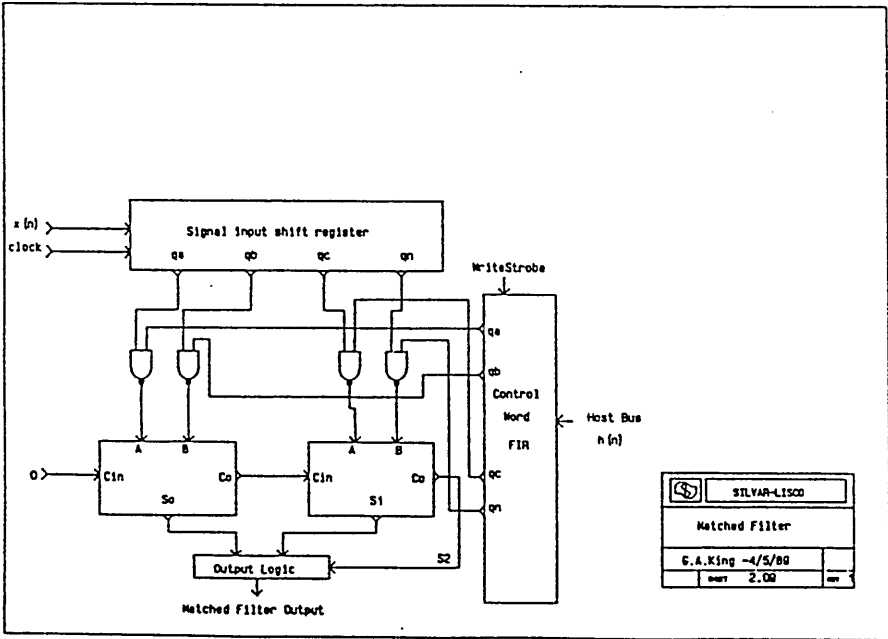 x(n)
clock
Signal input shift register
qa qb qc qn
WriteStrobe
qa
qb
Control
Word
FIR
qc
qn
Host Bus
h(n)
A B
A B
0
Cin Co
Cin Co
So
S1
S2
Output Logic
Matched Filter Output
SILVAR-LISCO
Matched Filter
G.A.King -4/5/89
SHEET 2.00